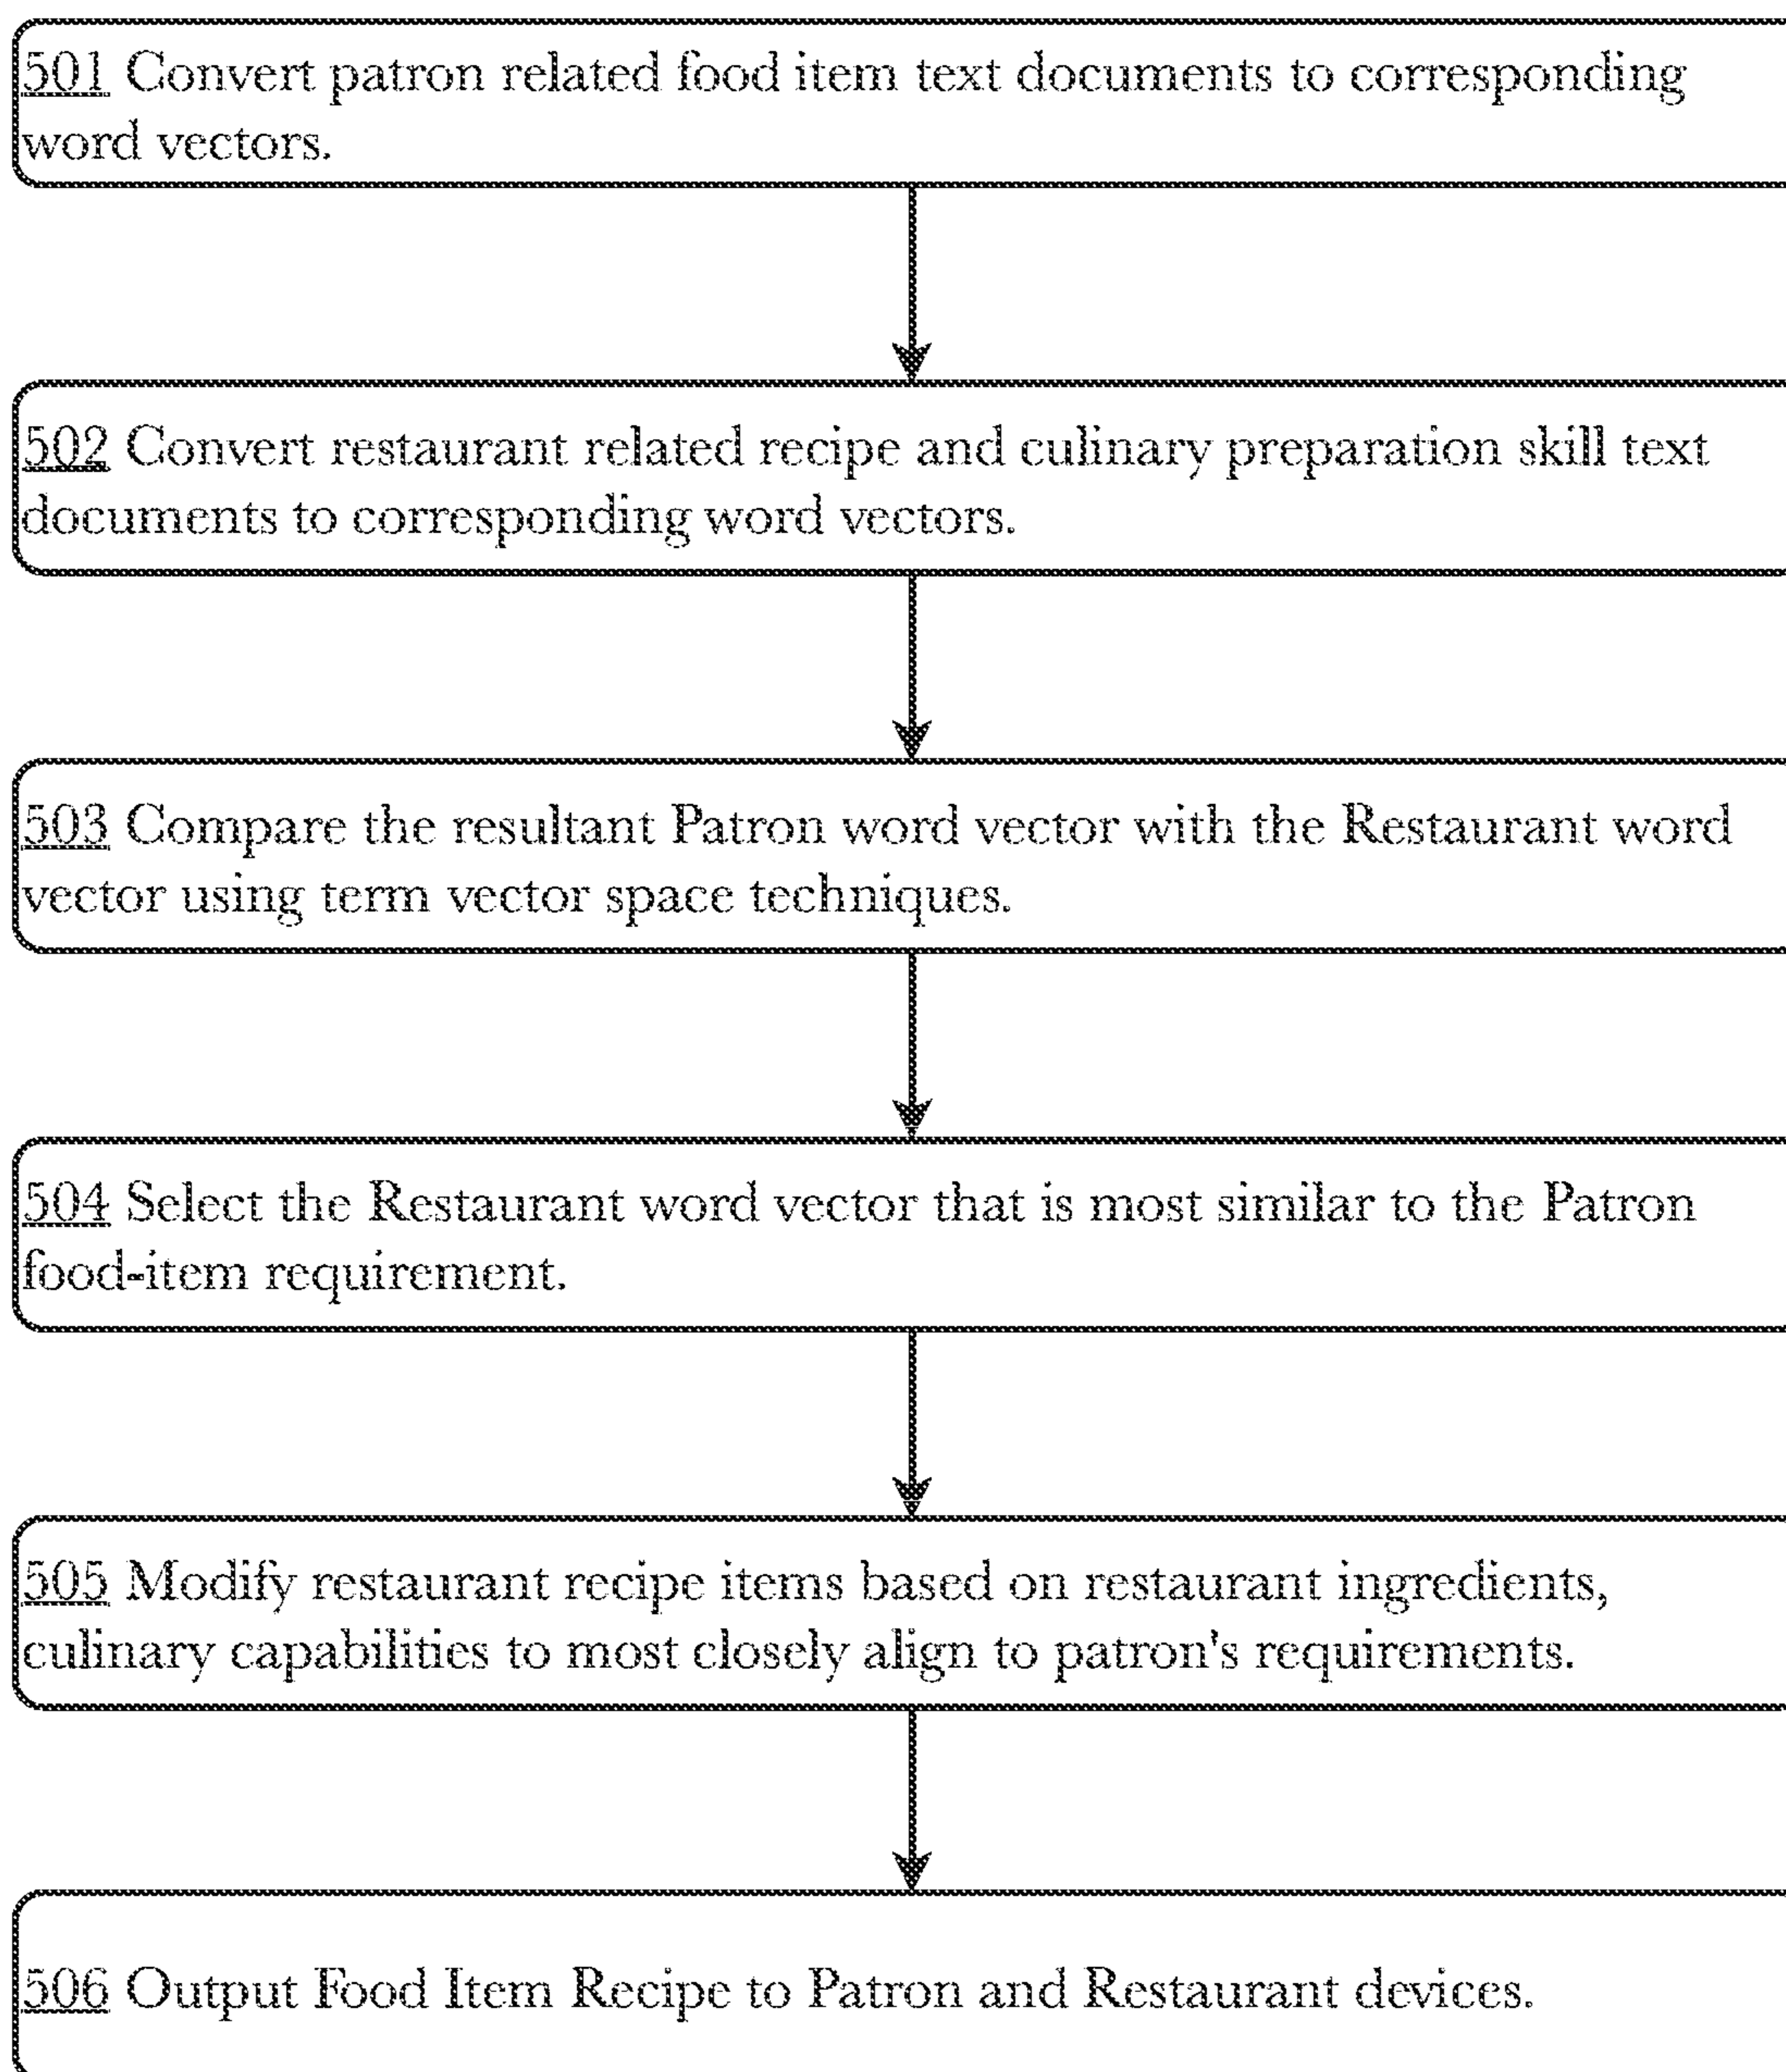 501 Convert patron related food item text documents to corresponding
word vectors.
502 Convert restaurant related recipe and culinary preparation skill text
documents to corresponding word vectors.
503 Compare the resultant Patron word vector with the Restaurant word
vector using term vector space techniques.
504 Select the Restaurant word vector that is most similar to the Patron
food-item requirement.
505 Modify restaurant recipe items based on restaurant ingredients,
culinary capabilities to most closely align to patron's requirements.
506 Output Food Item Recipe to Patron and Restaurant devices.